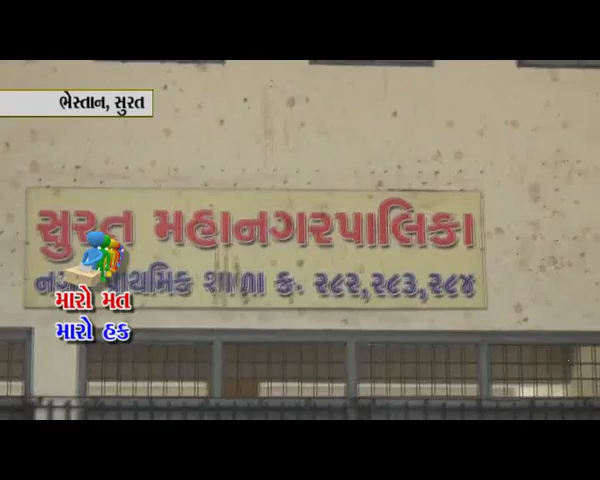 ભેસ્તાન, સુરત
સુરત મહાનગરપાલિકા
શાળા ક્ર. ૨૯૨,૨૯૩,૨૯૪
મારો મત
મારો હક